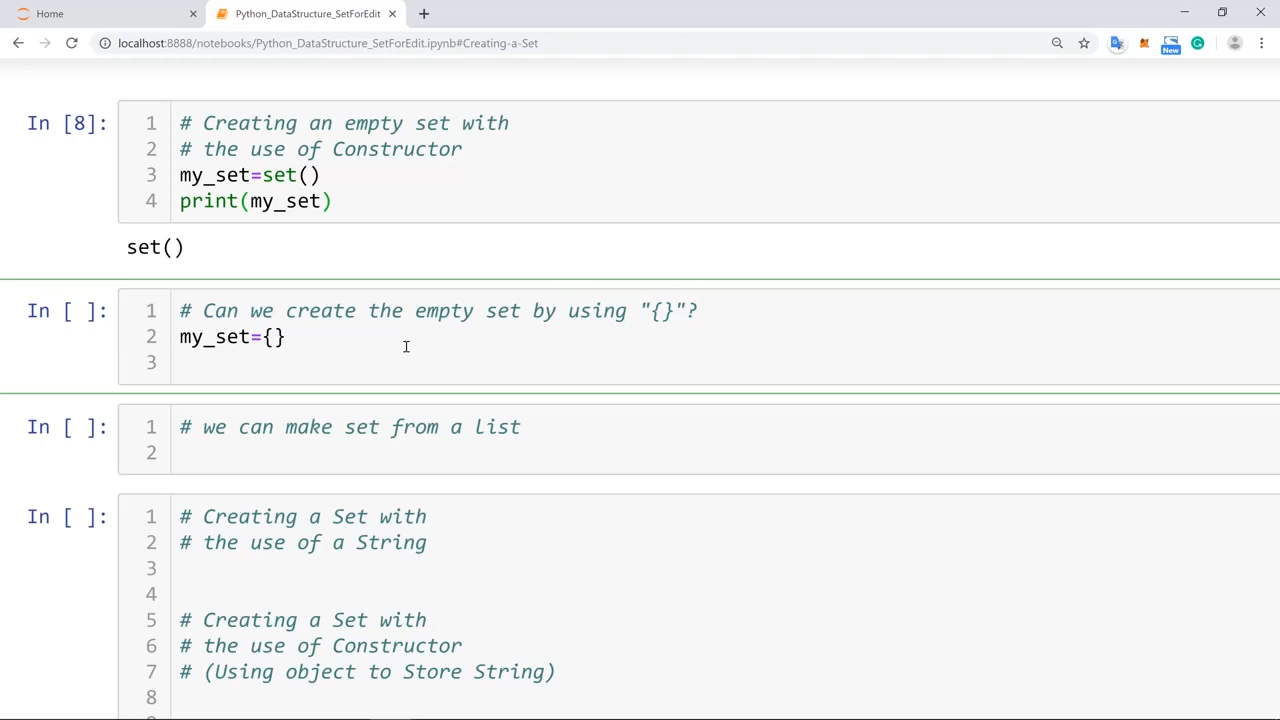 Home
Python_DataStructure_SetForEdit
localhost:8888/notebooks/Python_DataStructure_SetForEdit.ipynb#Creating-a-Set
New
In [8]:
1 # Creating an empty set with
2 # the use of Constructor
3 my_set=set()
4 print(my_set)
set()
In [ ]:
1 # Can we create the empty set by using "{}"?
2 my_set={}
3
In [ ]:
1 # we can make set from a list
2
In [ ]:
1 # Creating a Set with
2 # the use of a String
3
4
5 # Creating a Set with
6 # the use of Constructor
7 # (Using object to Store String)
8